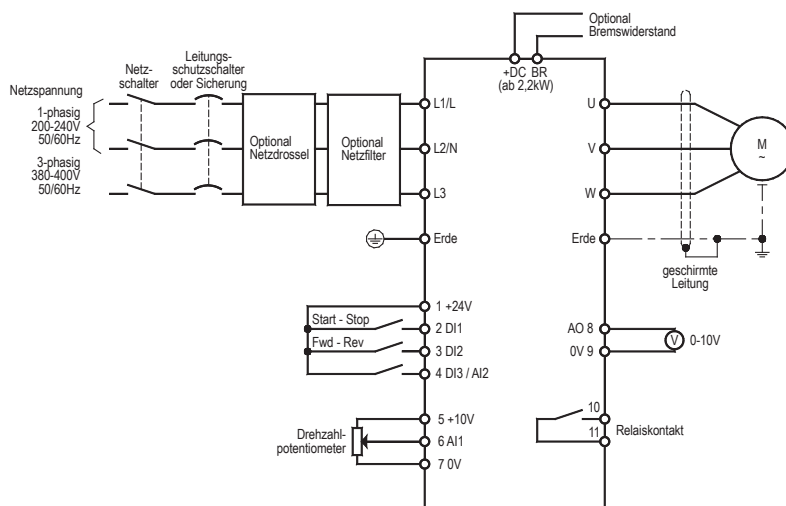 Optional
Bremswiderstand
+DC BR
(ab 2,2kW)
Netzspannung
1-phasig
200-240V
50/60Hz
3-phasig
380-400V
50/60Hz
Netz-
schalter
Leitungs-
schutzschalter
oder Sicherung
Optional
Netzdrossel
Optional
Netzfilter
L1/L
L2/N
L3
Erde
U
V
W
Erde
M
~
geschirmte
Leitung
1 +24V
Start - Stop
2 DI1
Fwd - Rev
3 DI2
4 DI3 / AI2
5 +10V
Drehzahl-
potentiometer
6 AI1
7 0V
AO 8
0V 9
V
0-10V
10
11
Relaiskontakt